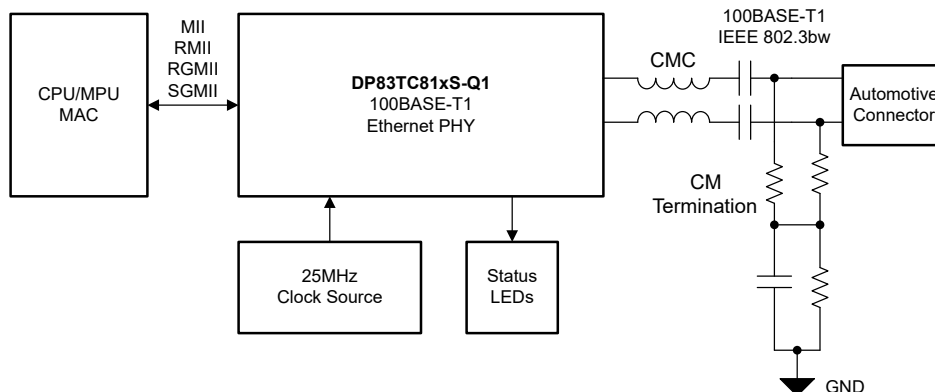 CPU/MPU
MAC
MII
RMII
RGMII
SGMII
DP83TC81xS-Q1
100BASE-T1
Ethernet PHY
CMC
100BASE-T1
IEEE 802.3bw
Automotive
Connector
CM
Termination
25MHz
Clock Source
Status
LEDs
GND